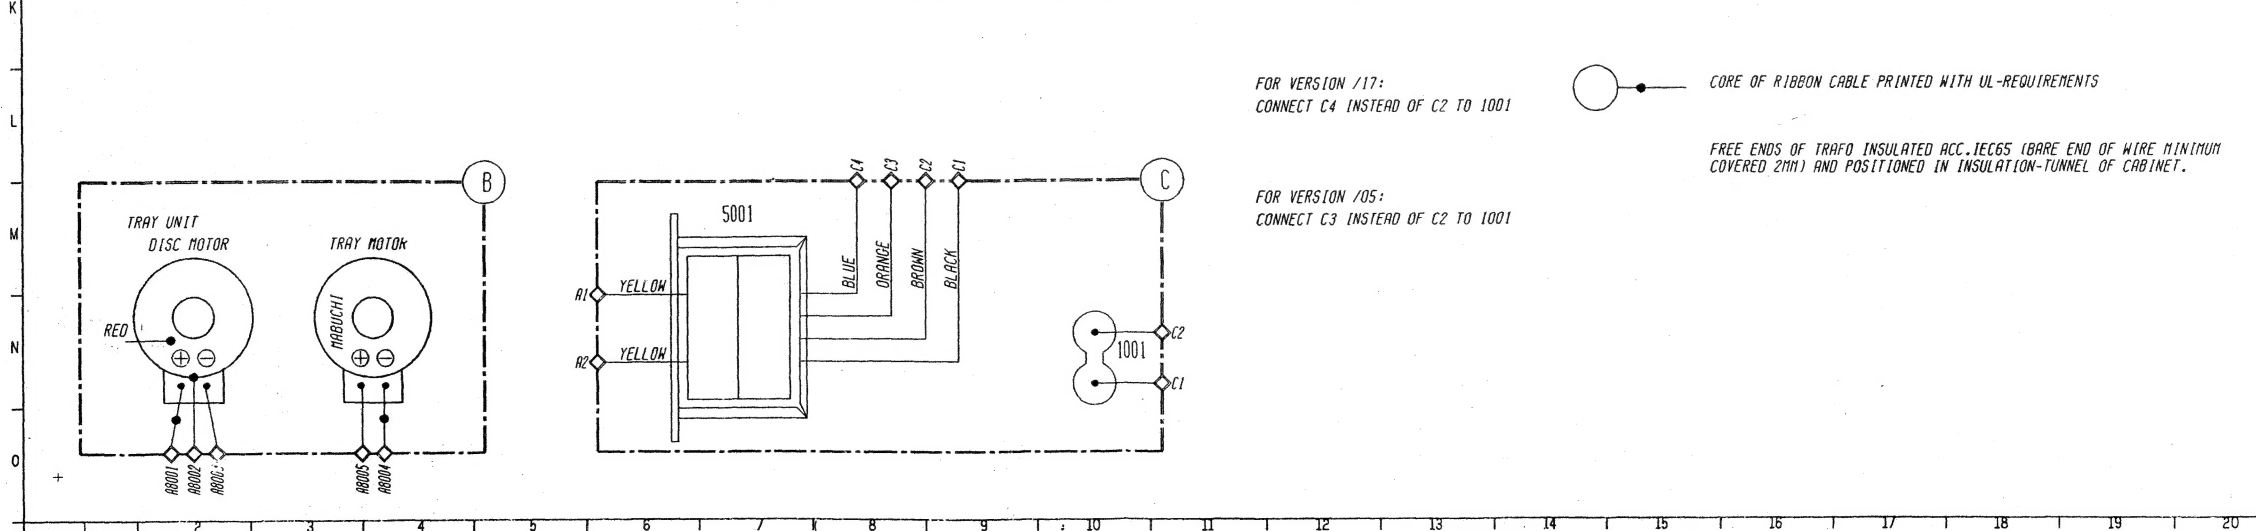 K
L
M
N
O
FOR VERSION /17:
CONNECT C4 INSTEAD OF C2 TO 1001
CORE OF RIBBON CABLE PRINTED WITH UL-REQUIREMENTS
FREE ENDS OF TRAFO INSULATED ACC.IEC65 (BARE END OF WIRE MINIMUM
COVERED 2MM) AND POSITIONED IN INSULATION-TUNNEL OF CABINET.
FOR VERSION /05:
CONNECT C3 INSTEAD OF C2 TO 1001
B
TRAY UNIT
DISC MOTOR
TRAY MOTOR
RED
MABUCHI
+ -
+ -
A8001
A8002
A8003
A8005
A8004
C
C4
C3
C2
C1
5001
BLUE
ORANGE
BROWN
BLACK
A1
YELLOW
A2
YELLOW
C2
1001
C1
2 3 4 5 6 7 8 9 10 11 12 13 14 15 16 17 18 19 20